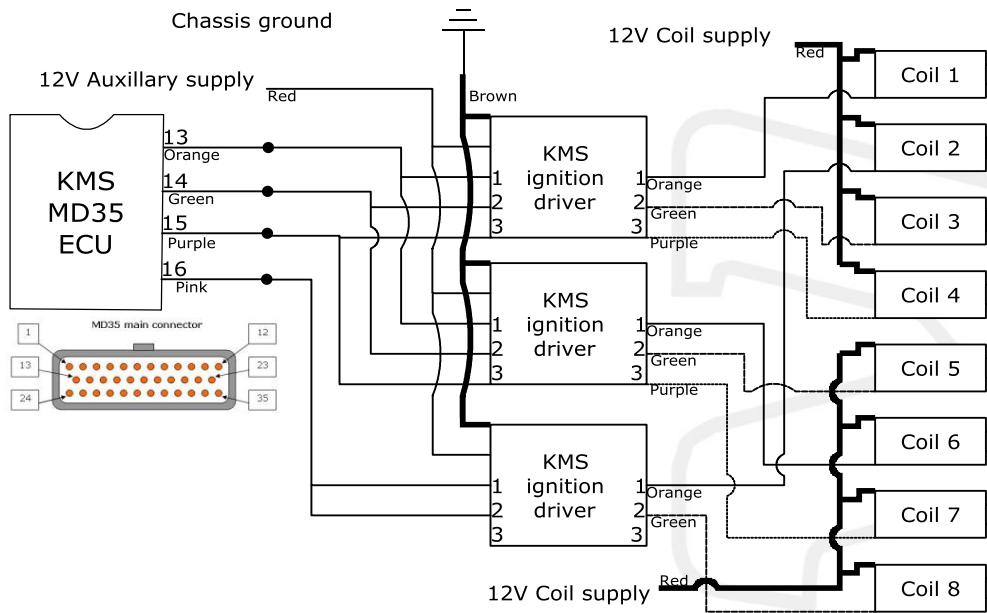 Chassis ground
12V Coil supply
Red
12V Auxillary supply
Red
Brown
Coil 1
KMS
MD35
ECU
13
Orange
14
Green
15
Purple
16
Pink
KMS
ignition
driver
1
2
3
1
Orange
2
Green
3
Purple
Coil 2
Coil 3
Coil 4
KMS
ignition
driver
1
2
3
1
Orange
2
Green
3
Purple
MD35 main connector
1
12
13
23
24
35
Coil 5
Coil 6
KMS
ignition
driver
1
2
3
1
Orange
2
Green
3
Coil 7
Coil 8
12V Coil supply
Red